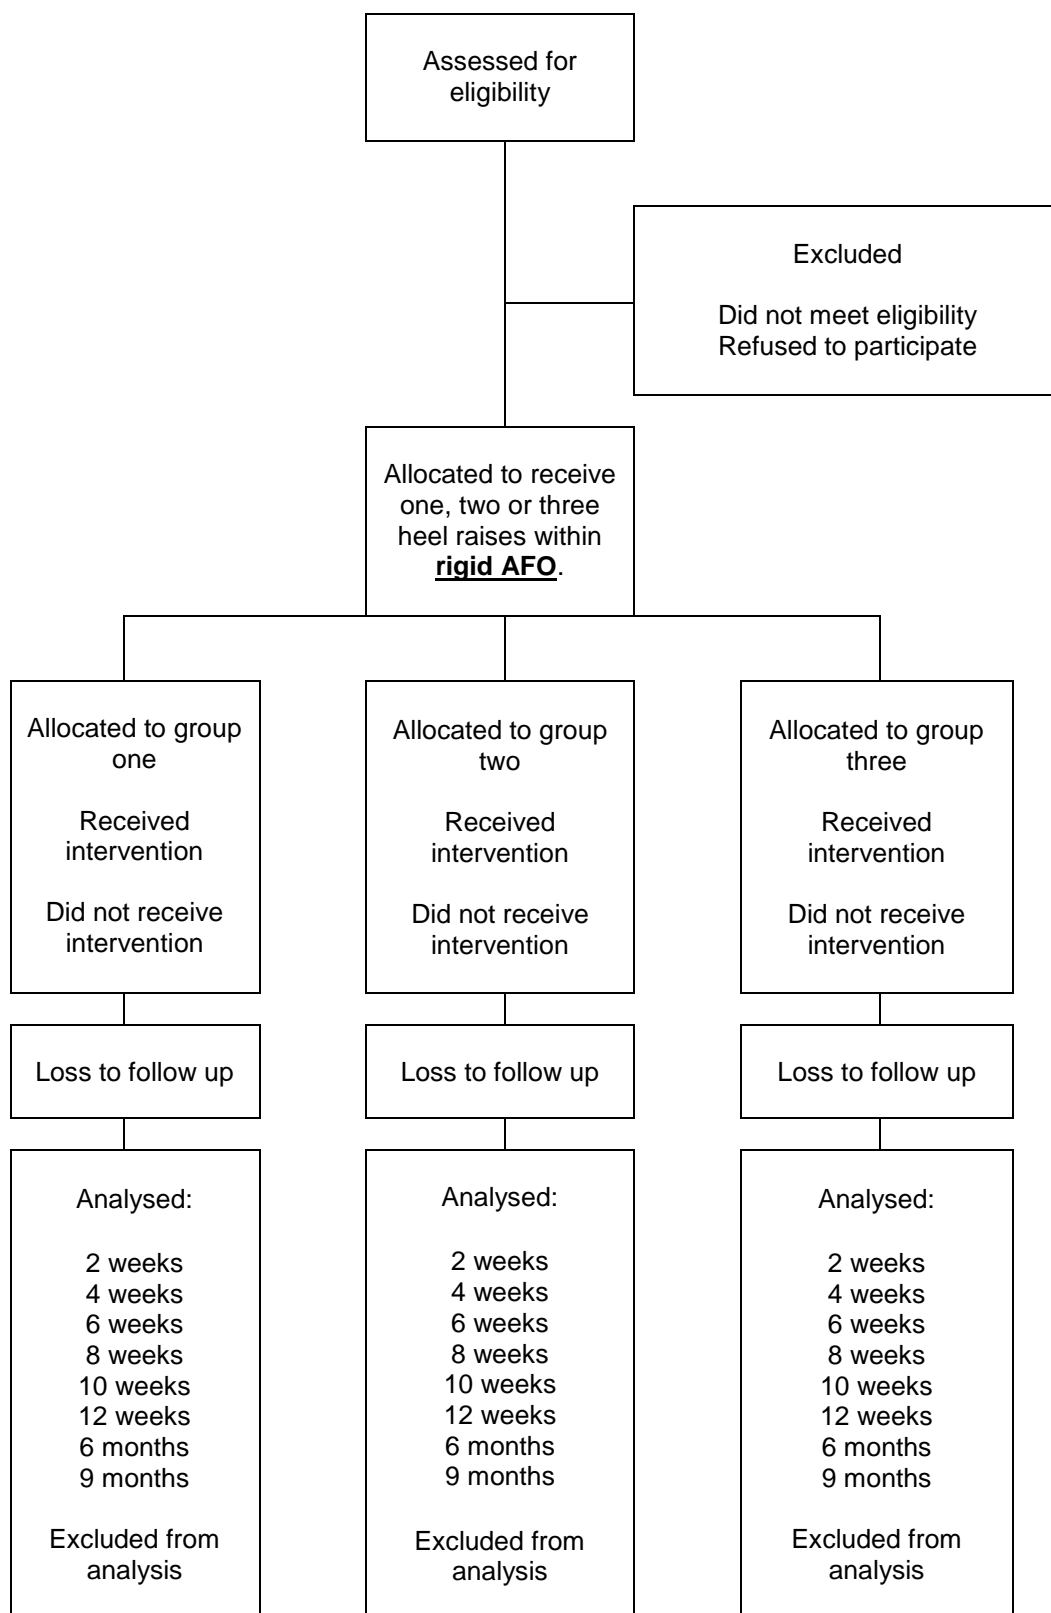 Assessed for
eligibility
Excluded
Did not meet eligibility
Refused to participate
Allocated to receive
one, two or three
heel raises within
rigid AFO.
Allocated to group
one
Received
intervention
Did not receive
intervention
Allocated to group
two
Received
intervention
Did not receive
intervention
Allocated to group
three
Received
intervention
Did not receive
intervention
Loss to follow up
Loss to follow up
Loss to follow up
Analysed:
2 weeks
4 weeks
6 weeks
8 weeks
10 weeks
12 weeks
6 months
9 months
Excluded from
analysis
Analysed:
2 weeks
4 weeks
6 weeks
8 weeks
10 weeks
12 weeks
6 months
9 months
Excluded from
analysis
Analysed:
2 weeks
4 weeks
6 weeks
8 weeks
10 weeks
12 weeks
6 months
9 months
Excluded from
analysis